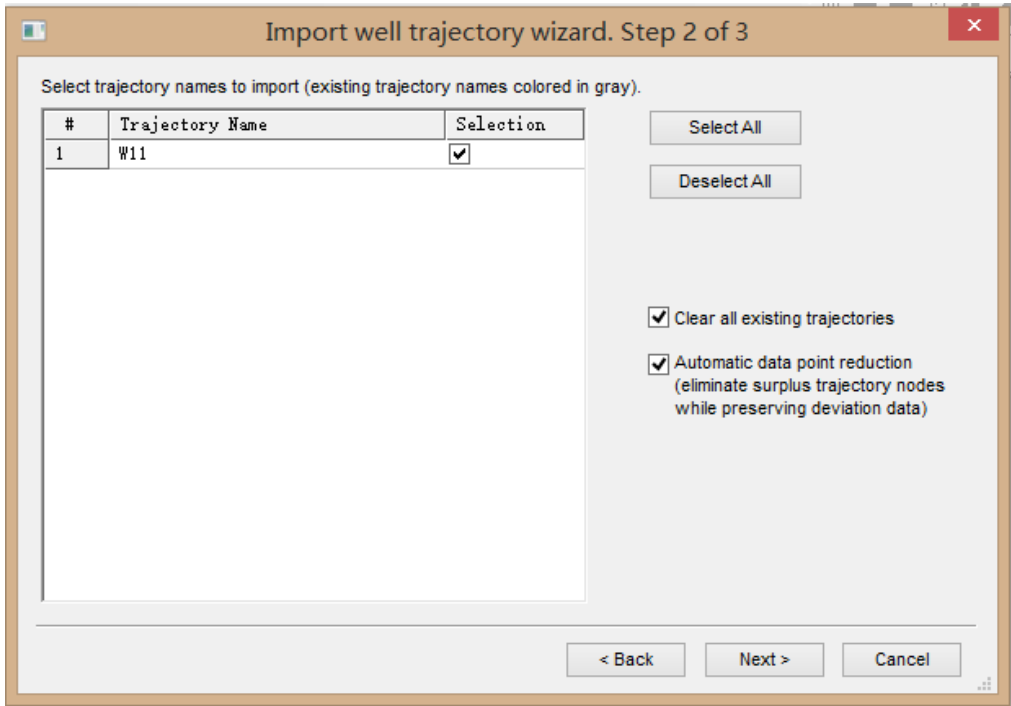 Import well trajectory wizard. Step 2 of 3
Select trajectory names to import (existing trajectory names colored in gray).
# Trajectory Name Selection
1 W11
Select All
Deselect All
Clear all existing trajectories
Automatic data point reduction
(eliminate surplus trajectory nodes
while preserving deviation data)
< Back Next > Cancel